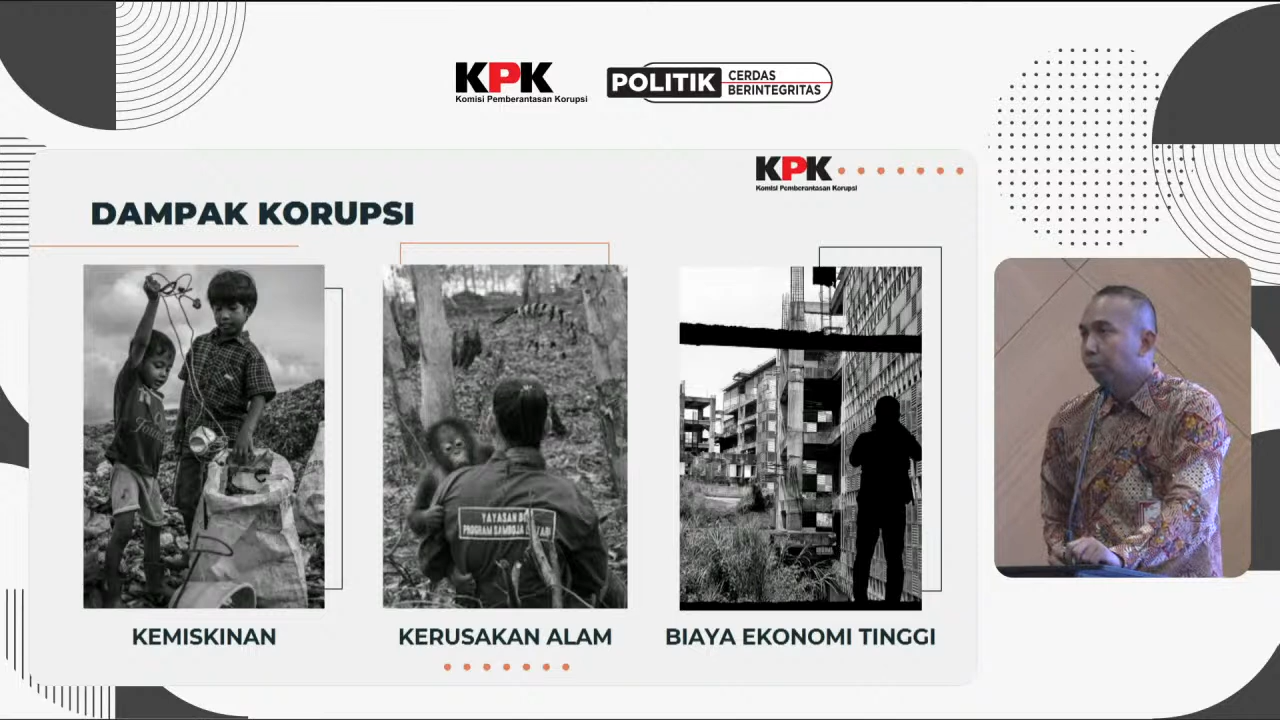 KPK
Komisi Pemberantasan Korupsi
POLITIK CERDAS
BERINTEGRITAS
KPK
Komisi Pemberantasan Korupsi
DAMPAK KORUPSI
YAYASAN
PROGRAM SAMBOJA
KEMISKINAN
KERUSAKAN ALAM
BIAYA EKONOMI TINGGI